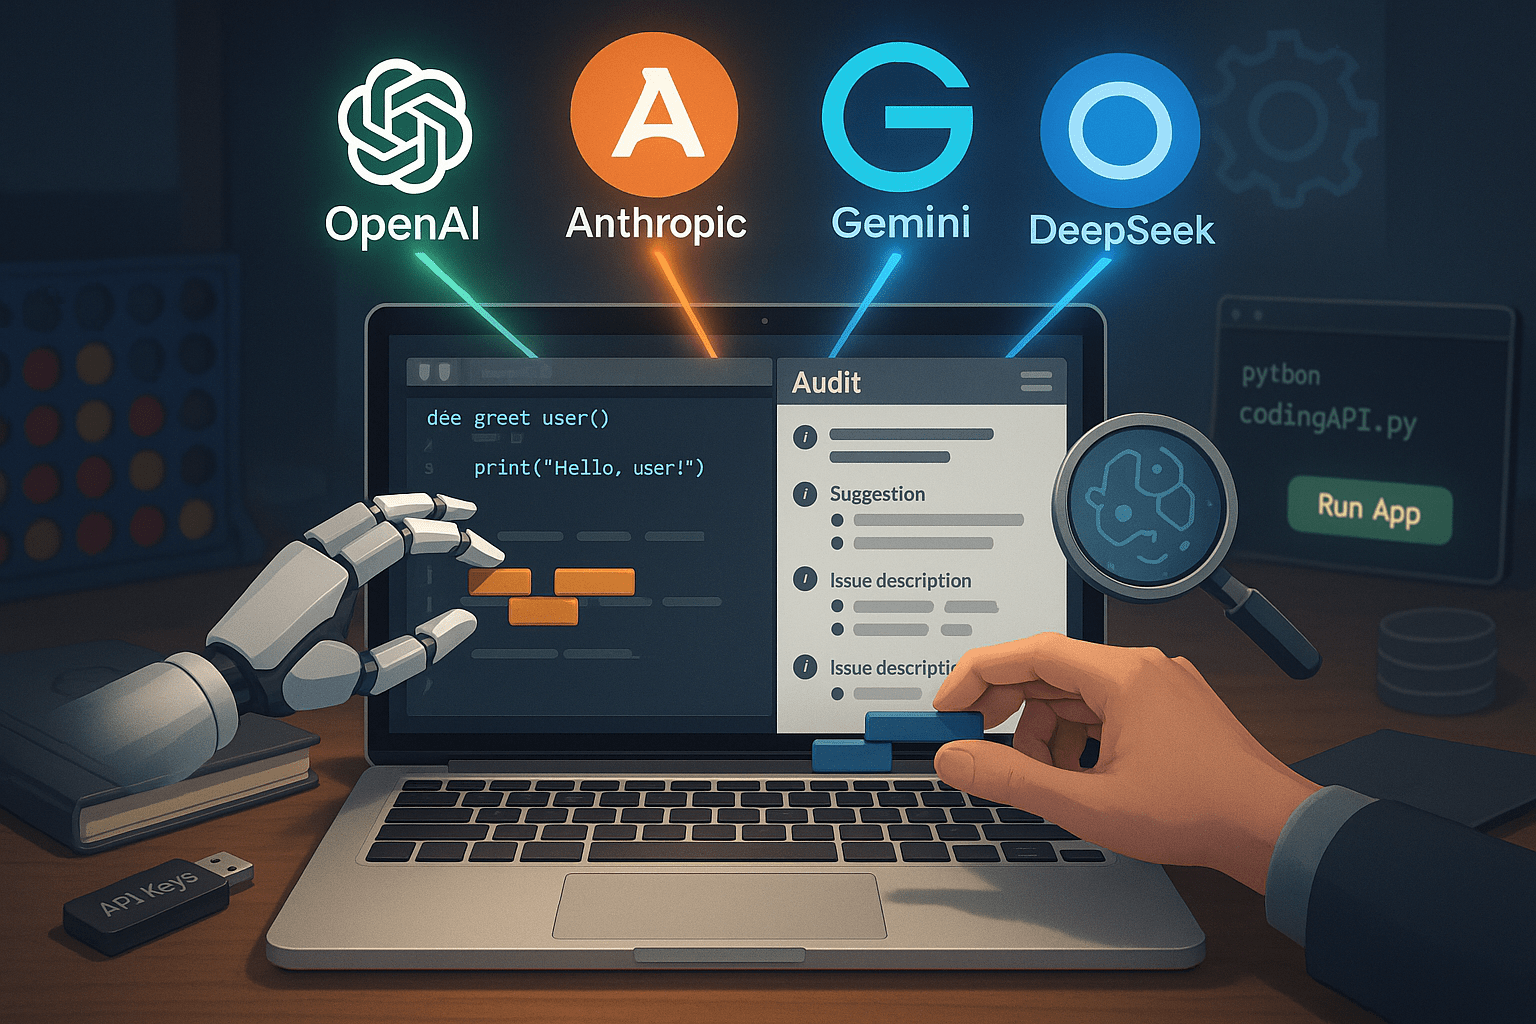 OpenAI
Anthropic
Gemini
DeepSeek
dée greet user()
print("Hello, user!")
Audit
Suggestion
Issue description
Issue descriptio
pytbon
codingAPI.py
Run App
API Keys